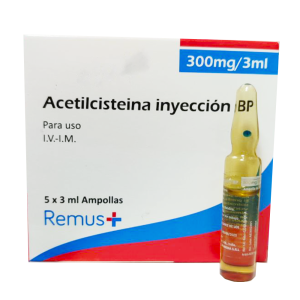 300mg/3ml
Acetilcisteina inyección BP
Para uso
I.V.-I.M.
5 x 3 ml Ampollas
Remus+